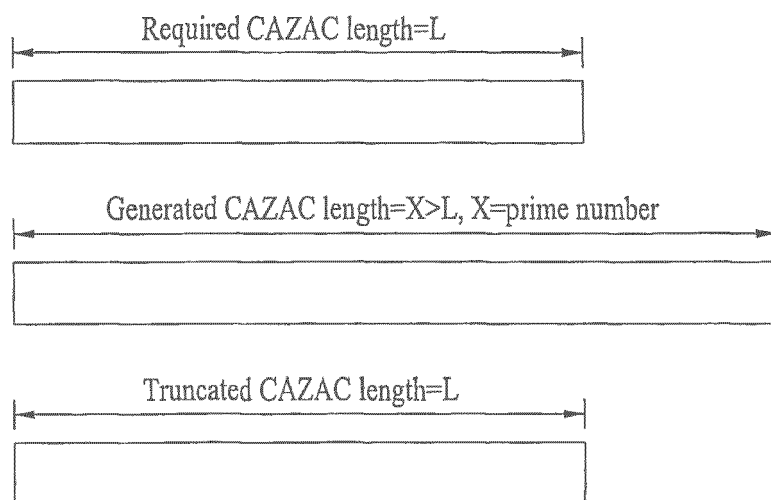 Required CAZAC length=L
Generated CAZAC length=X>L, X=prime number
Truncated CAZAC length=L